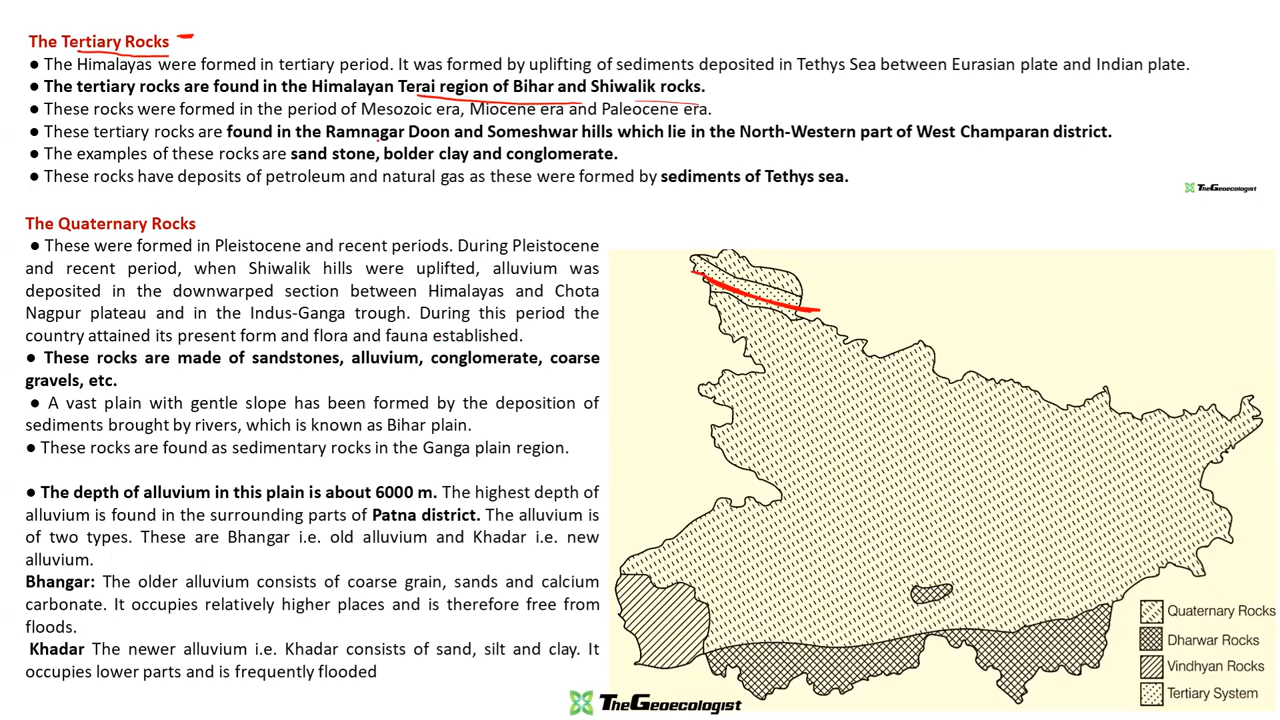 The Tertiary Rocks
● The Himalayas were formed in tertiary period. It was formed by uplifting of sediments deposited in Tethys Sea between Eurasian plate and Indian plate.
● The tertiary rocks are found in the Himalayan Terai region of Bihar and Shiwalik rocks.
● These rocks were formed in the period of Mesozoic era, Miocene era and Paleocene era.
● These tertiary rocks are found in the Ramnagar Doon and Someshwar hills which lie in the North-Western part of West Champaran district.
● The examples of these rocks are sand stone, bolder clay and conglomerate.
● These rocks have deposits of petroleum and natural gas as these were formed by sediments of Tethys sea.
TheGeoecologist
The Quaternary Rocks
● These were formed in Pleistocene and recent periods. During Pleistocene
and recent period, when Shiwalik hills were uplifted, alluvium was
deposited in the downwarped section between Himalayas and Chota
Nagpur plateau and in the Indus-Ganga trough. During this period the
country attained its present form and flora and fauna established.
● These rocks are made of sandstones, alluvium, conglomerate, coarse
gravels, etc.
● A vast plain with gentle slope has been formed by the deposition of
sediments brought by rivers, which is known as Bihar plain.
● These rocks are found as sedimentary rocks in the Ganga plain region.
● The depth of alluvium in this plain is about 6000 m. The highest depth of
alluvium is found in the surrounding parts of Patna district. The alluvium is
of two types. These are Bhangar i.e. old alluvium and Khadar i.e. new
alluvium.
Bhangar: The older alluvium consists of coarse grain, sands and calcium
carbonate. It occupies relatively higher places and is therefore free from
floods.
Khadar The newer alluvium i.e. Khadar consists of sand, silt and clay. It
occupies lower parts and is frequently flooded
Quaternary Rocks
Dharwar Rocks
Vindhyan Rocks
Tertiary System
TheGeoecologist